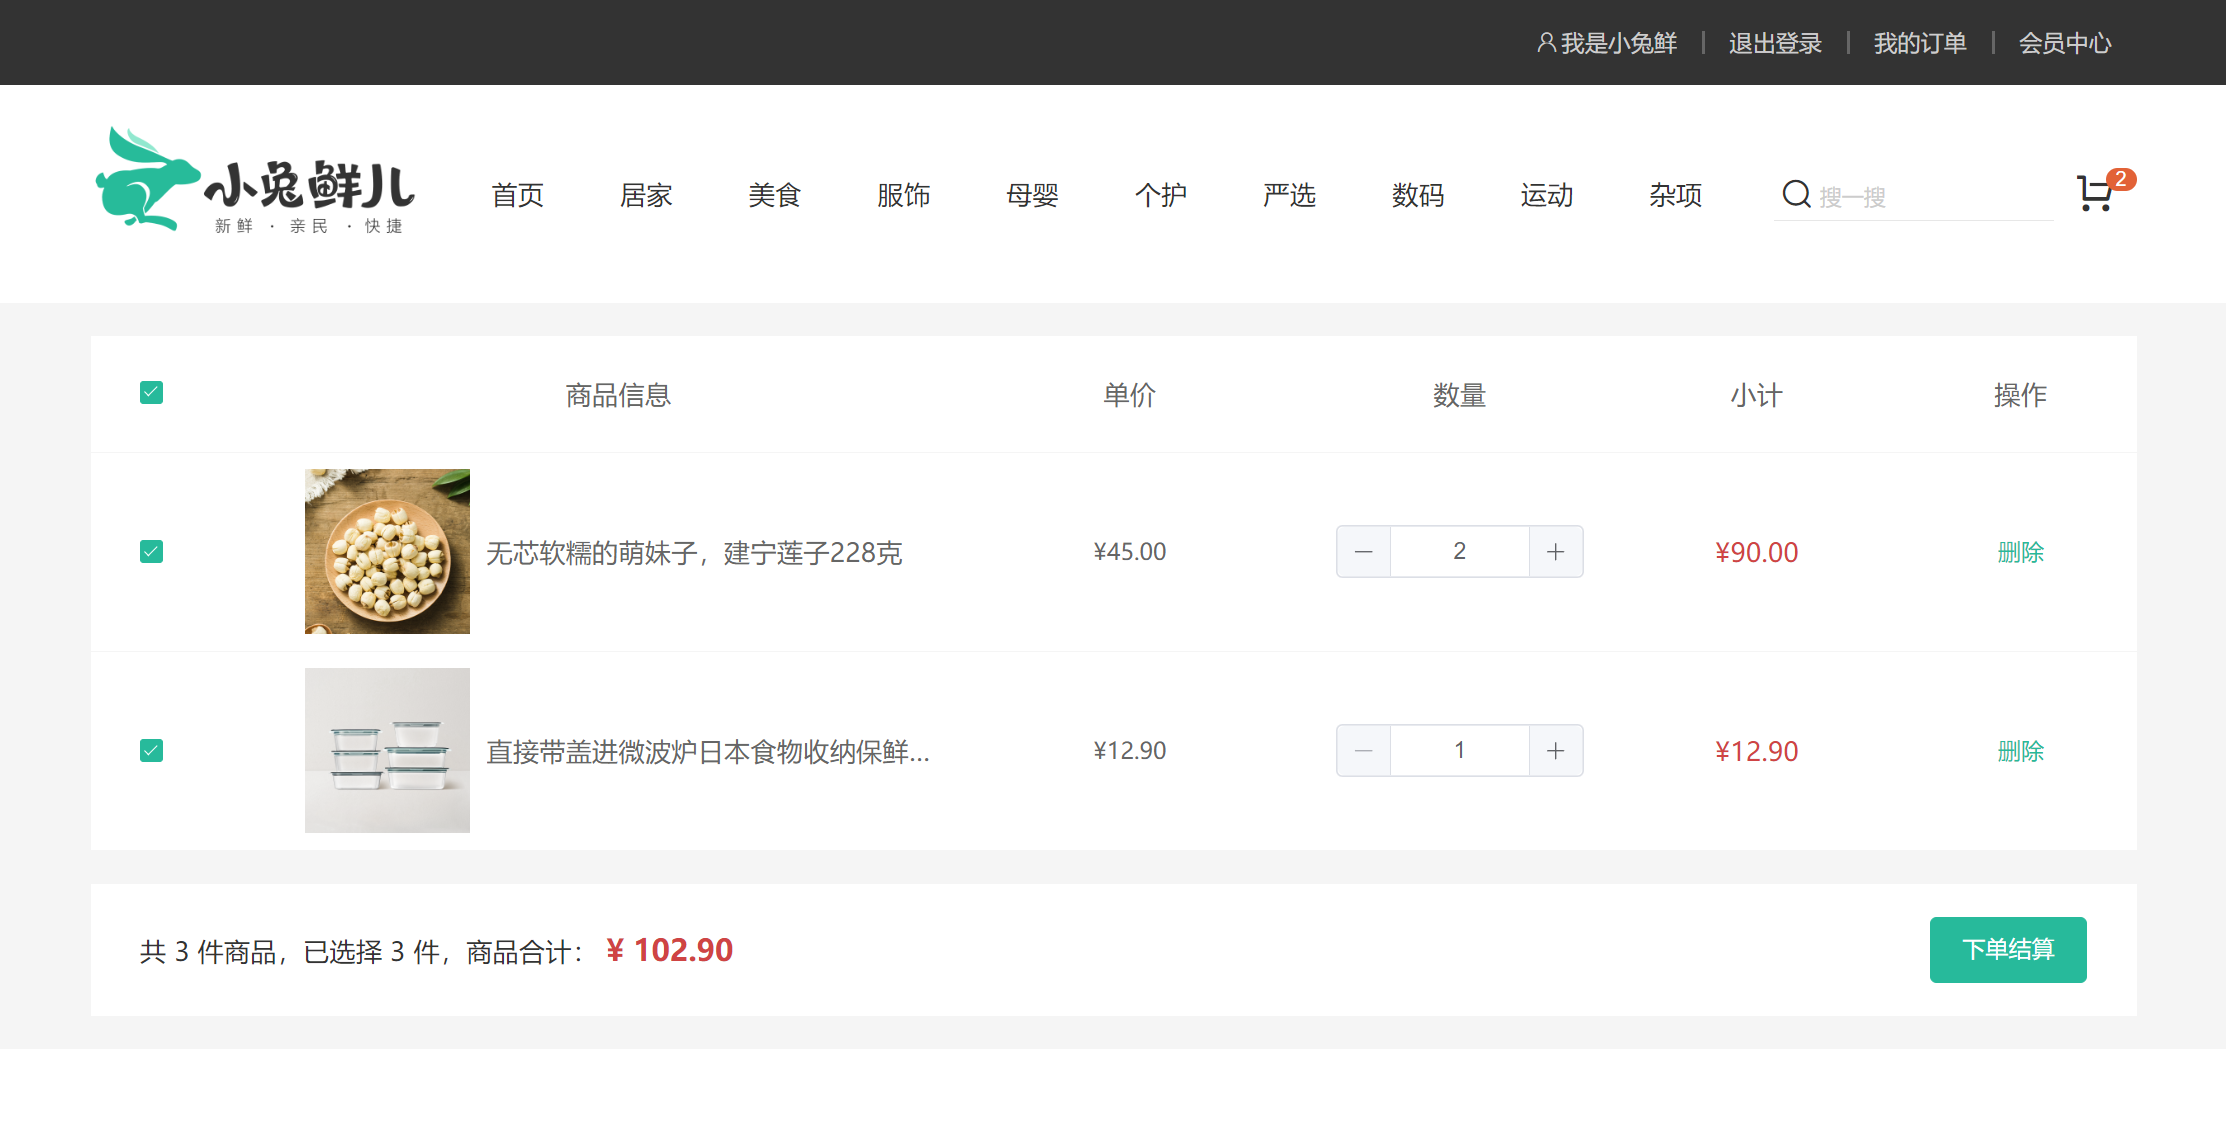 我是小兔鲜 退出登录 我的订单 会员中心
小兔鲜儿
新鲜 · 亲民 · 快捷
首页 居家 美食 服饰 母婴 个护 严选 数码 运动 杂项 搜一搜 2
商品信息 单价 数量 小计 操作
无芯软糯的萌妹子，建宁莲子228克 ¥45.00 2 ¥90.00 删除
直接带盖进微波炉日本食物收纳保鲜... ¥12.90 1 ¥12.90 删除
共 3 件商品，已选择 3 件，商品合计： ¥ 102.90 下单结算